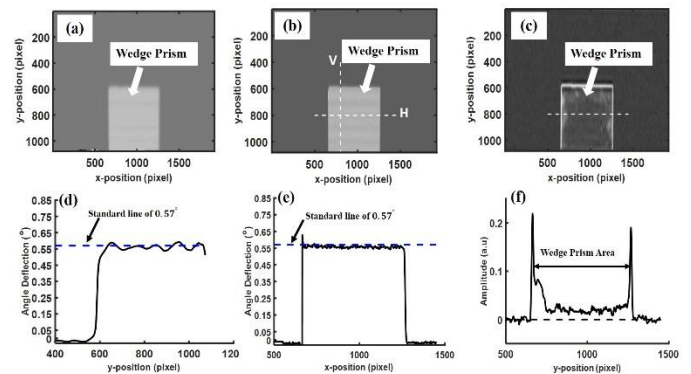 (a)
Wedge Prism
0
200
400
600
800
1000
y-position (pixel)
500 1000 1500
x-position (pixel)
(b)
Wedge Prism
V
H
0
200
400
600
800
1000
y-position (pixel)
500 1000 1500
x-position (pixel)
(c)
Wedge Prism
0
200
400
600
800
1000
y-position (pixel)
500 1000 1500
x-position (pixel)
(d)
Standard line of 0.57°
0.85
0.75
0.65
0.55
0.45
0.35
0.25
0.15
0.05
0
Angle Deflection (°)
400 600 800 1000 120
y-position (pixel)
(e)
Standard line of 0.57°
0.85
0.75
0.65
0.55
0.45
0.35
0.25
0.15
0.05
0
Angle Deflection (°)
500 1000 1500
x-position (pixel)
(f)
Wedge Prism Area
0.2
0.1
0
Amplitude (a.u)
500 1000 1500
y-position (pixel)